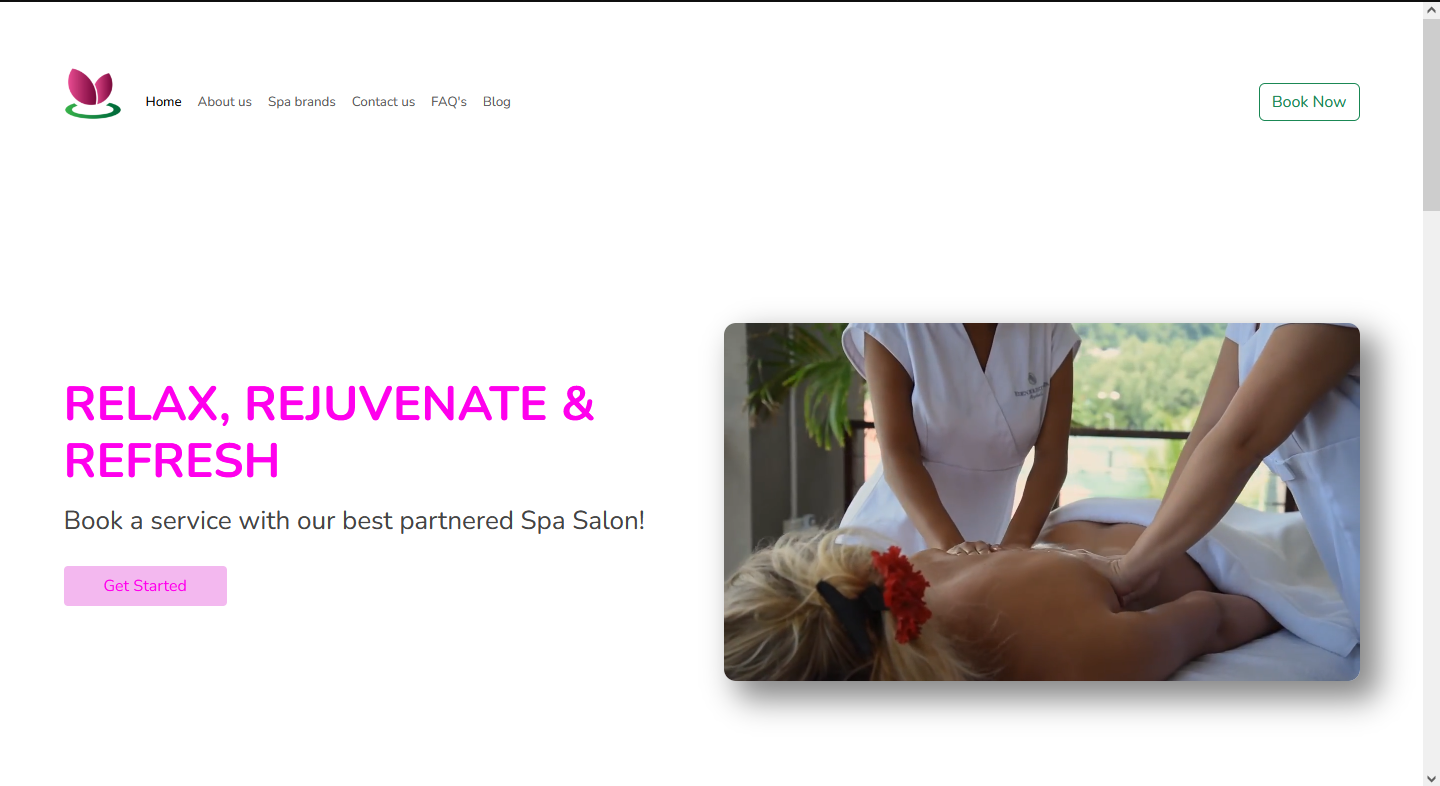 Home About us Spa brands Contact us FAQ's Blog
Book Now
RELAX, REJUVENATE &
REFRESH
Book a service with our best partnered Spa Salon!
Get Started